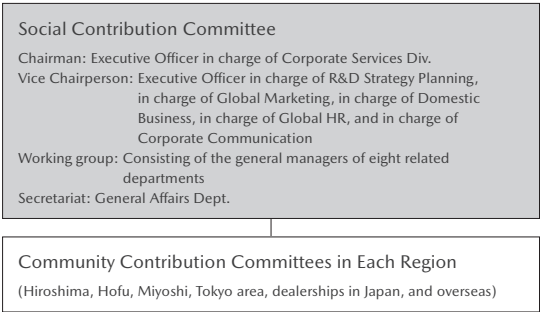 Social Contribution Committee
Chairman: Executive Officer in charge of Corporate Services Div.
Vice Chairperson: Executive Officer in charge of R&D Strategy Planning,
in charge of Global Marketing, in charge of Domestic
Business, in charge of Global HR, and in charge of
Corporate Communication
Working group: Consisting of the general managers of eight related
departments
Secretariat: General Affairs Dept.
Community Contribution Committees in Each Region
(Hiroshima, Hofu, Miyoshi, Tokyo area, dealerships in Japan, and overseas)